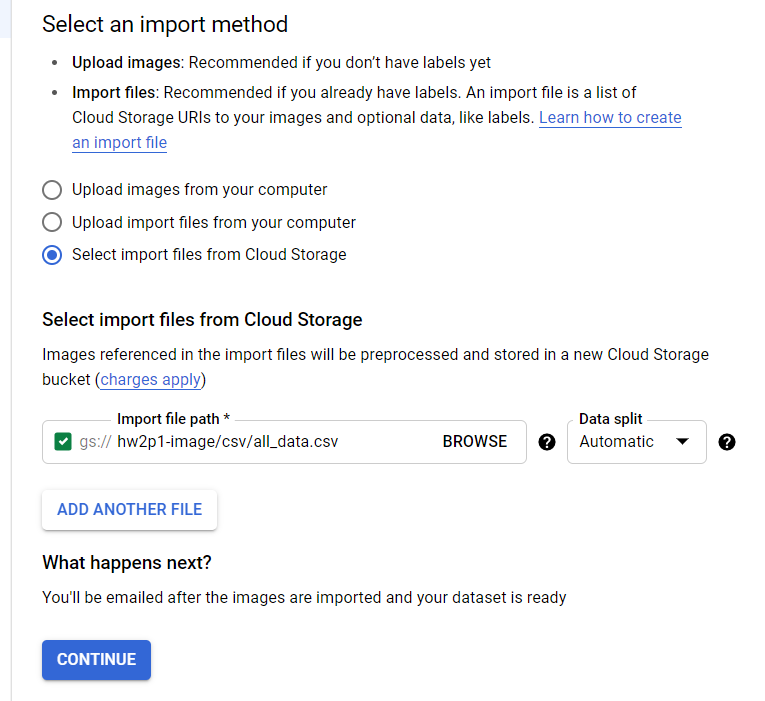 Select an import method
Upload images: Recommended if you don't have labels yet
Import files: Recommended if you already have labels. An import file is a list of
Cloud Storage URIs to your images and optional data, like labels. Learn how to create
an import file
Upload images from your computer
Upload import files from your computer
Select import files from Cloud Storage
Select import files from Cloud Storage
Images referenced in the import files will be preprocessed and stored in a new Cloud Storage
bucket (charges apply)
Import file path *
gs:// hw2p1-image/csv/all_data.csv BROWSE ?
Data split
Automatic ?
ADD ANOTHER FILE
What happens next?
You'll be emailed after the images are imported and your dataset is ready
CONTINUE